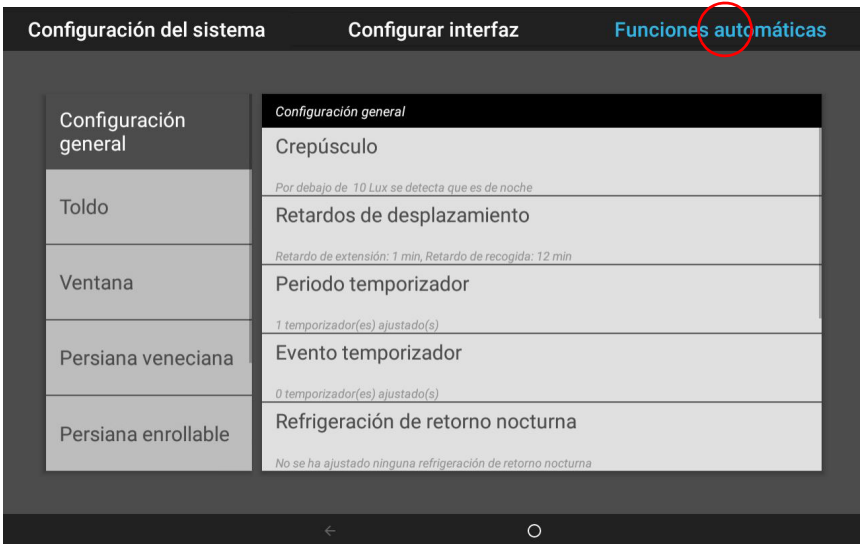 Configuración del sistema
Configurar interfaz
Funciones automáticas
Configuración
general
Toldo
Ventana
Persiana veneciana
Persiana enrollable
Configuración general
Crepúsculo
Por debajo de  10 Lux se detecta que es de noche
Retardos de desplazamiento
Retardo de extensión: 1 min, Retardo de recogida: 12 min
Periodo temporizador
1 temporizador(es) ajustado(s)
Evento temporizador
0 temporizador(es) ajustado(s)
Refrigeración de retorno nocturna
No se ha ajustado ninguna refrigeración de retorno nocturna